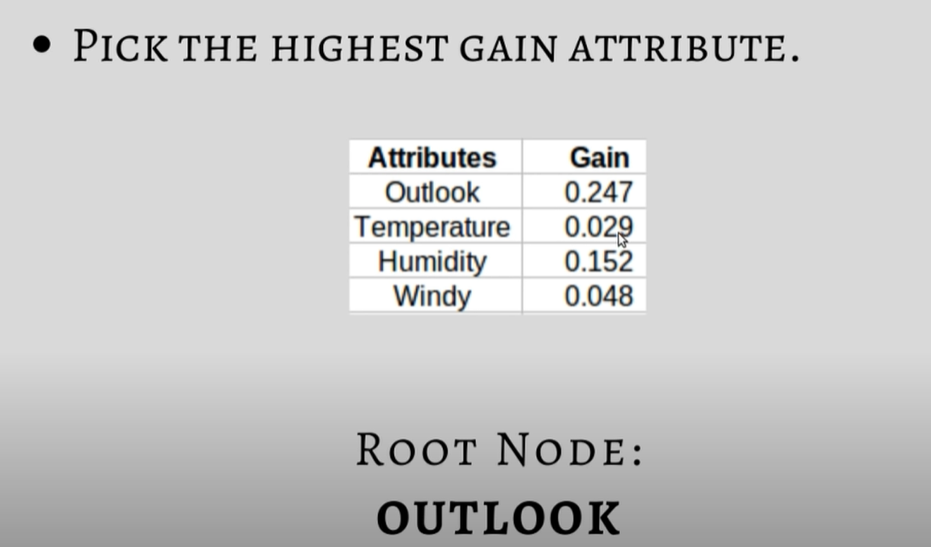 • Pick the highest gain attribute.
Attributes Gain
Outlook 0.247
Temperature 0.029
Humidity 0.152
Windy 0.048
Root Node:
OUTLOOK